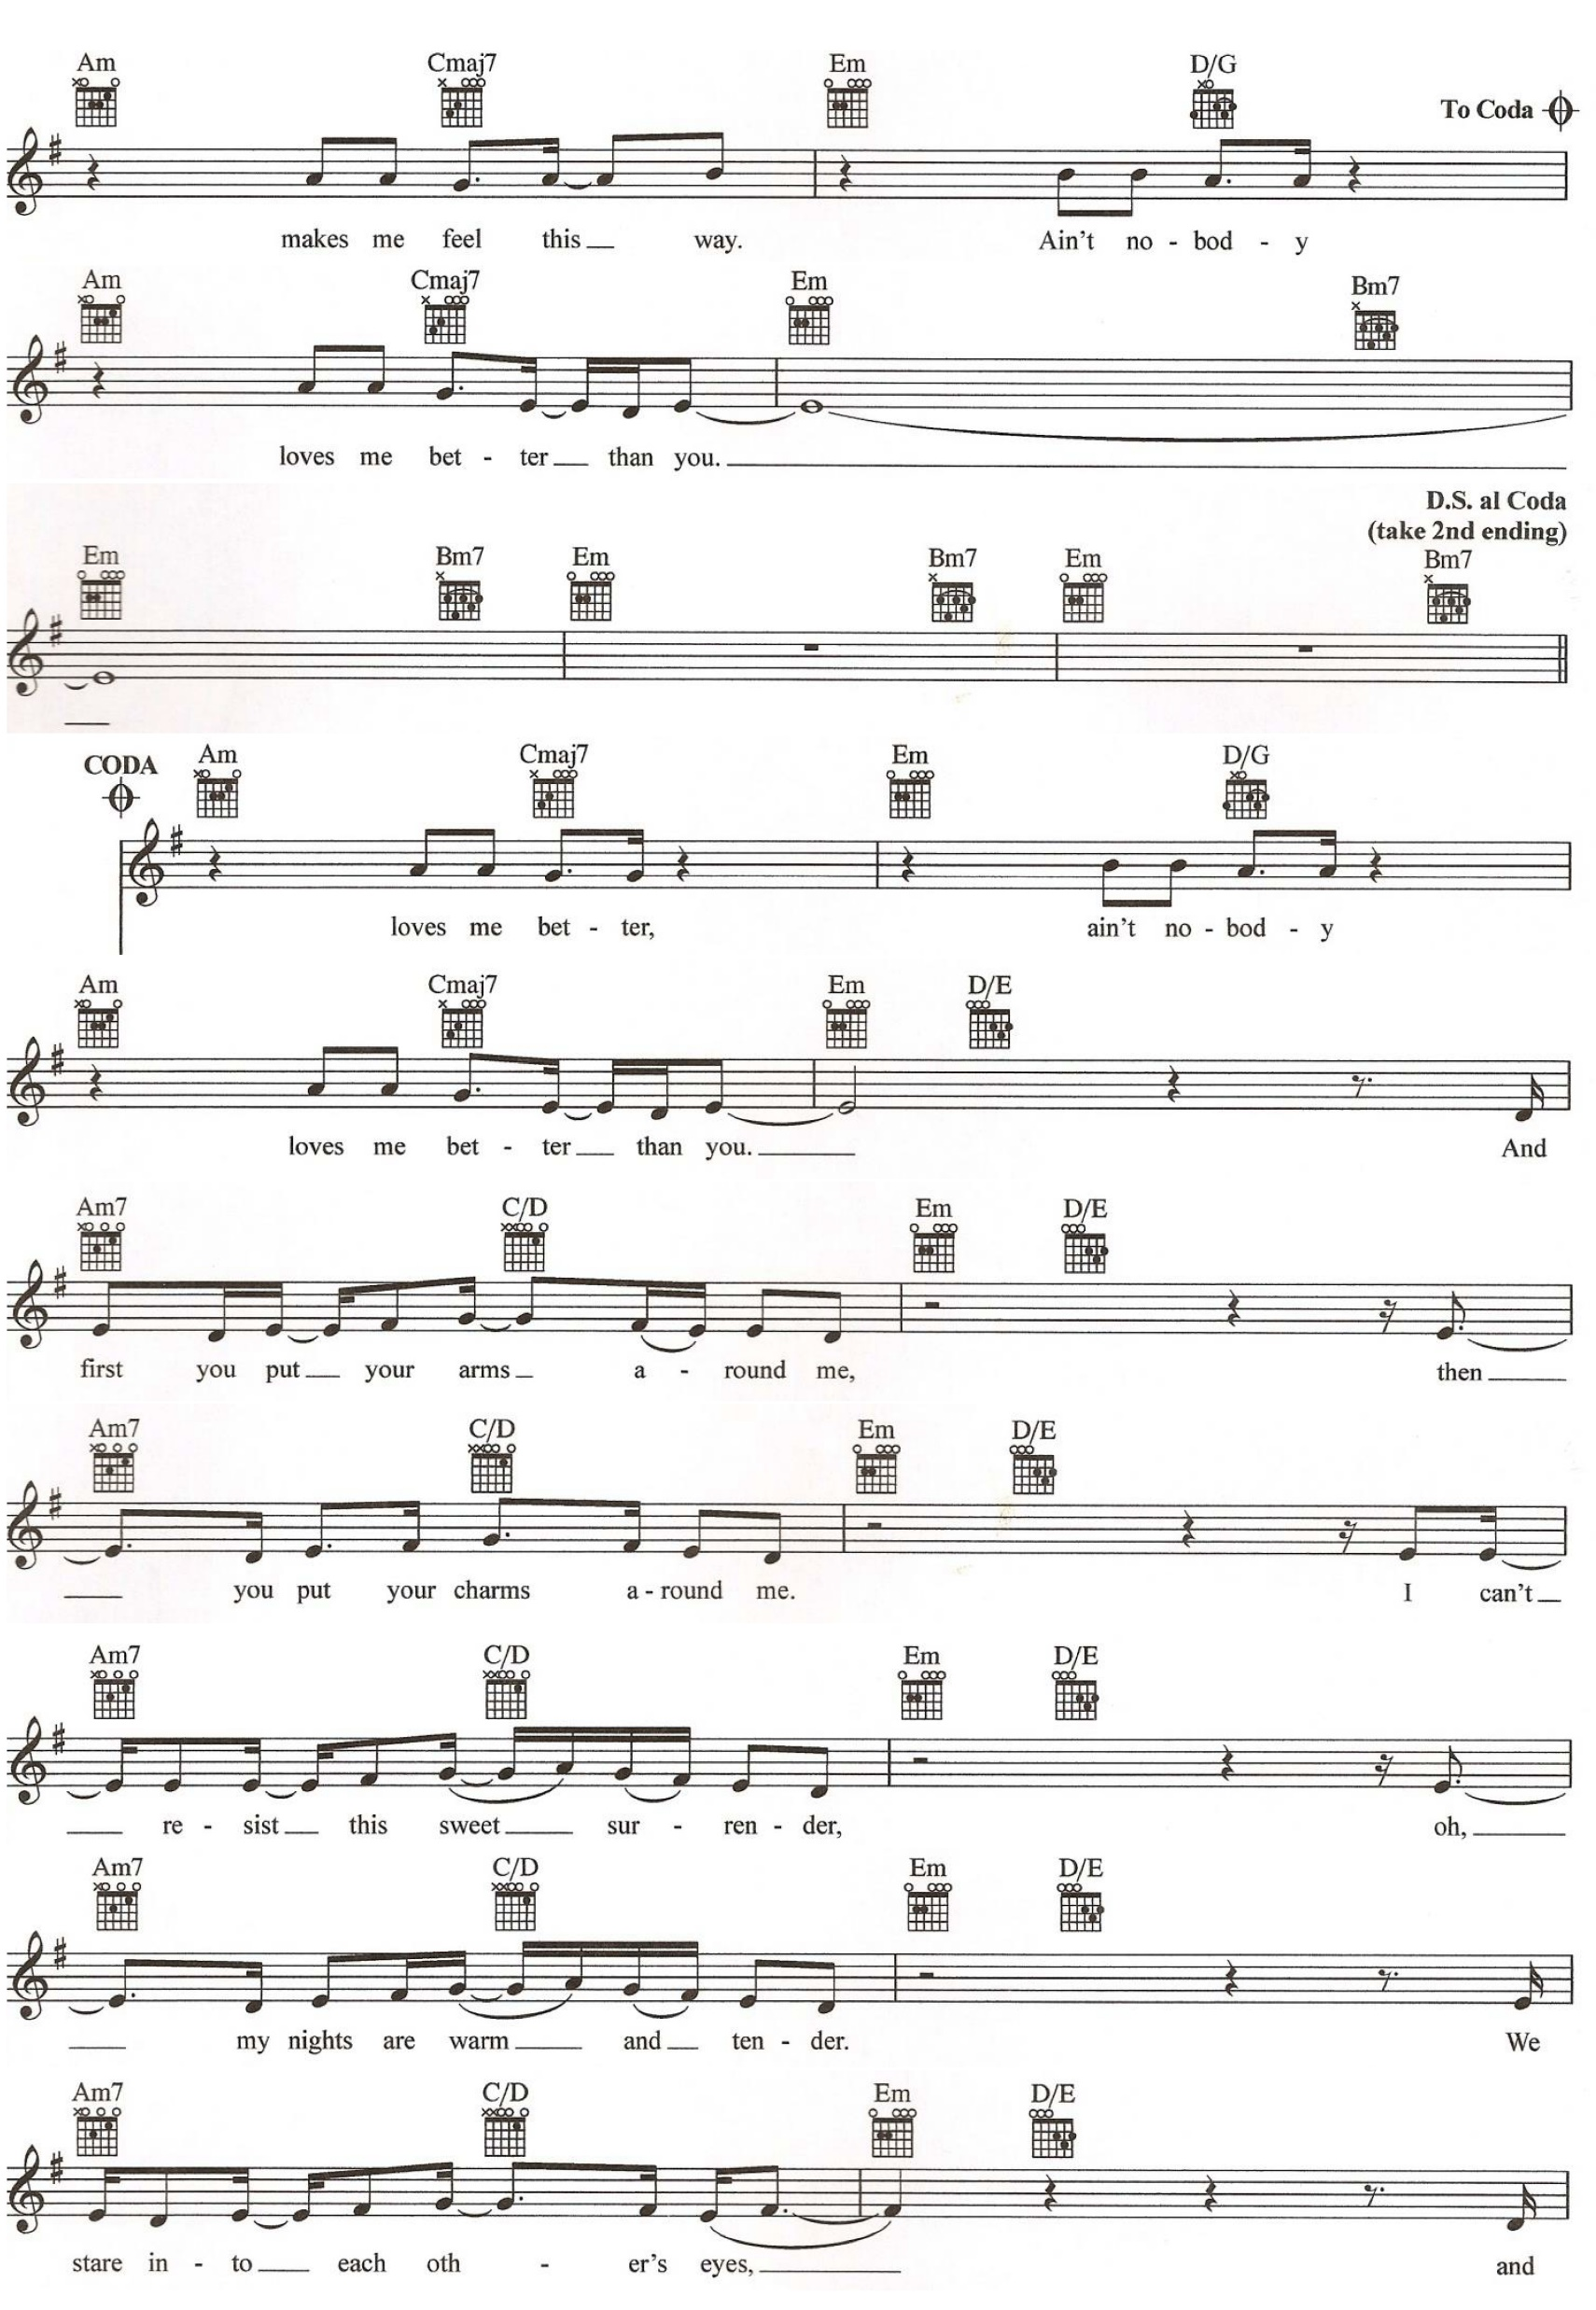 Am Cmaj7 Em D/G To Coda
makes me feel this way. Ain't no - bod - y
Am Cmaj7 Em Bm7
loves me bet - ter than you.
D.S. al Coda
(take 2nd ending)
Em Bm7 Em Bm7 Em Bm7
CODA Am Cmaj7 Em D/G
loves me bet - ter, ain't no - bod - y
Am Cmaj7 Em D/E
loves me bet - ter than you. And
Am7 C/D Em D/E
first you put your arms a - round me, then
Am7 C/D Em D/E
you put your charms a - round me. I can't
Am7 C/D Em D/E
re - sist this sweet sur - ren - der, oh,
Am7 C/D Em D/E
my nights are warm and ten - der. We
Am7 C/D Em D/E
stare in - to each oth - er's eyes, and